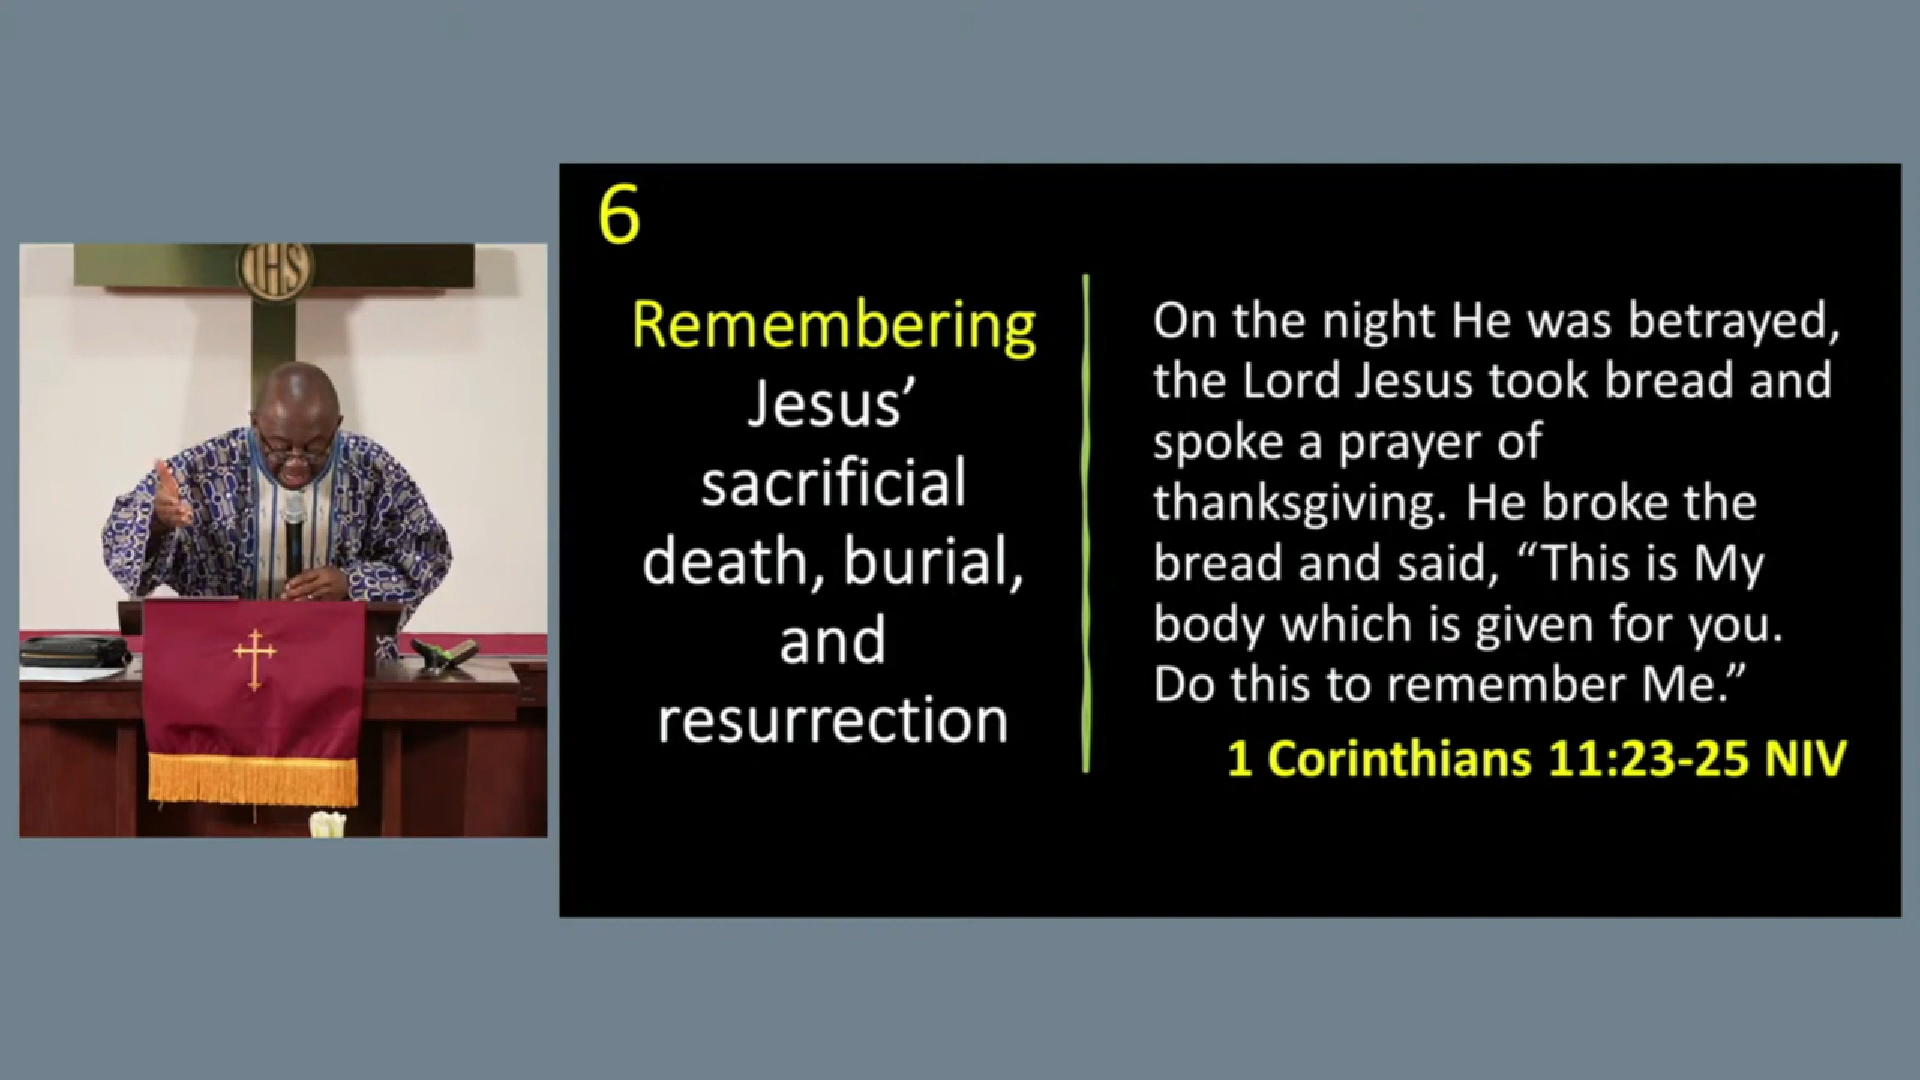 IHS
6
Remembering
Jesus’
sacrificial
death, burial,
and
resurrection
On the night He was betrayed,
the Lord Jesus took bread and
spoke a prayer of
thanksgiving. He broke the
bread and said, “This is My
body which is given for you.
Do this to remember Me.”
1 Corinthians 11:23-25 NIV